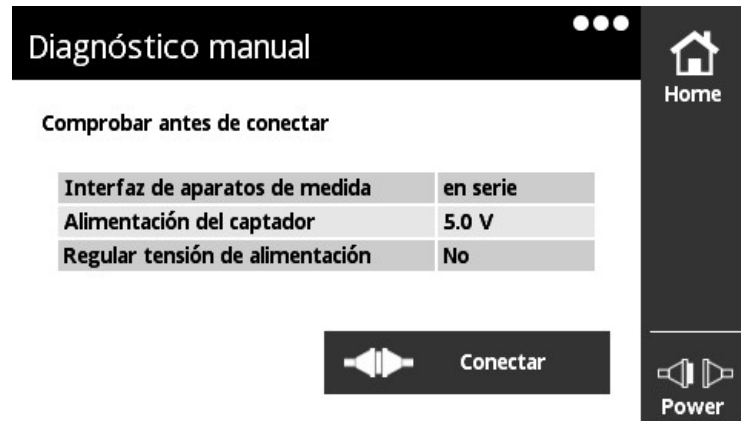 Diagnóstico manual
Home
Comprobar antes de conectar
Interfaz de aparatos de medida en serie
Alimentación del captador 5.0 V
Regular tensión de alimentación No
Conectar
Power